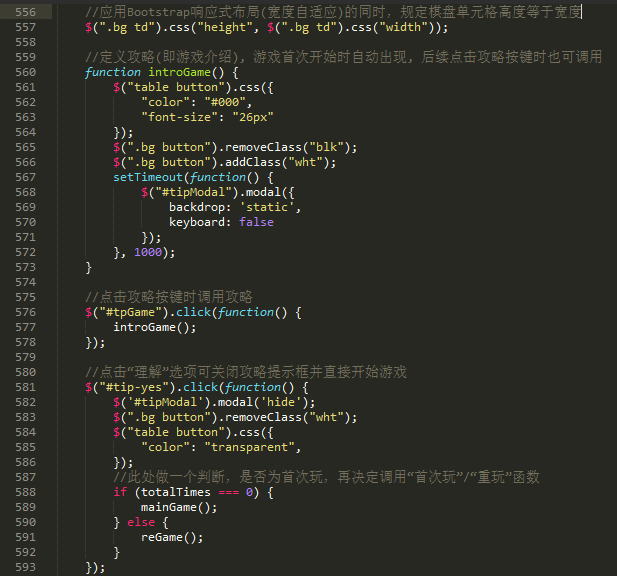 556 //应用Bootstrap响应式布局(宽度自适应)的同时，规定棋盘单元格高度等于宽度
557 $(".bg td").css("height", $(".bg td").css("width"));
558
559 //定义攻略(即游戏介绍)，游戏首次开始时自动出现，后续点击攻略按键时也可调用
560 function introGame() {
561 $("table button").css({
562 "color": "#000",
563 "font-size": "26px"
564 });
565 $(".bg button").removeClass("blk");
566 $(".bg button").addClass("wht");
567 setTimeout(function() {
568 $("#tipModal").modal({
569 backdrop: 'static',
570 keyboard: false
571 });
572 }, 1000);
573 }
574
575 //点击攻略按键时调用攻略
576 $("#tpGame").click(function() {
577 introGame();
578 });
579
580 //点击“理解”选项可关闭攻略提示框并直接开始游戏
581 $("#tip-yes").click(function() {
582 $('#tipModal').modal('hide');
583 $(".bg button").removeClass("wht");
584 $("table button").css({
585 "color": "transparent",
586 });
587 //此处做一个判断，是否为首次玩，再决定调用“首次玩”/“重玩”函数
588 if (totalTimes === 0) {
589 mainGame();
590 } else {
591 reGame();
592 }
593 });